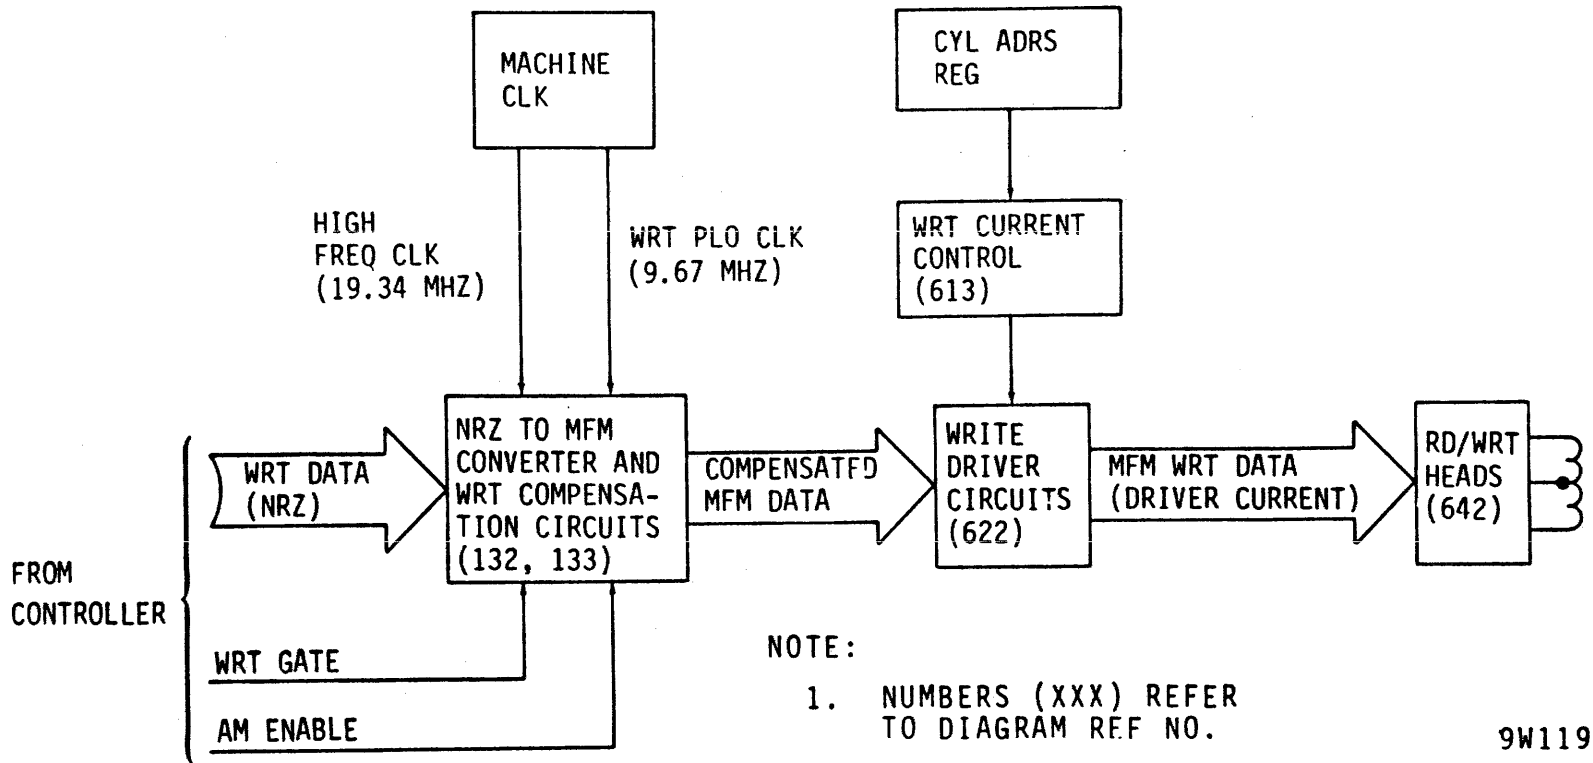 MACHINE
CLK
CYL ADRS
REG
HIGH
FREQ CLK
(19.34 MHZ)
WRT PLO CLK
(9.67 MHZ)
WRT CURRENT
CONTROL
(613)
FROM
CONTROLLER
WRT DATA
(NRZ)
NRZ TO MFM
CONVERTER AND
WRT COMPENSA-
TION CIRCUITS
(132, 133)
COMPENSATED
MFM DATA
WRITE
DRIVER
CIRCUITS
(622)
MFM WRT DATA
(DRIVER CURRENT)
RD/WRT
HEADS
(642)
WRT GATE
AM ENABLE
NOTE:
1. NUMBERS (XXX) REFER
TO DIAGRAM REF NO.
9W119